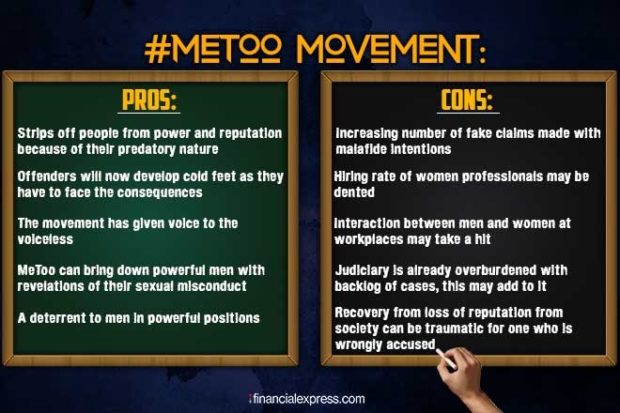 #METOO MOVEMENT:
PROS:
Strips off people from power and reputation
because of their predatory nature
Offenders will now develop cold feet as they
have to face the consequences
The movement has given voice to the
voiceless
MeToo can bring down powerful men with
revelations of their sexual misconduct
A deterrent to men in powerful positions
CONS:
Increasing number of fake claims made with
malafide intentions
Hiring rate of women professionals may be
dented
Interaction between men and women at
workplaces may take a hit
Judiciary is already overburdened with
backlog of cases, this may add to it
Recovery from loss of reputation from
society can be traumatic for one who is
wrongly accused
financialexpress.com